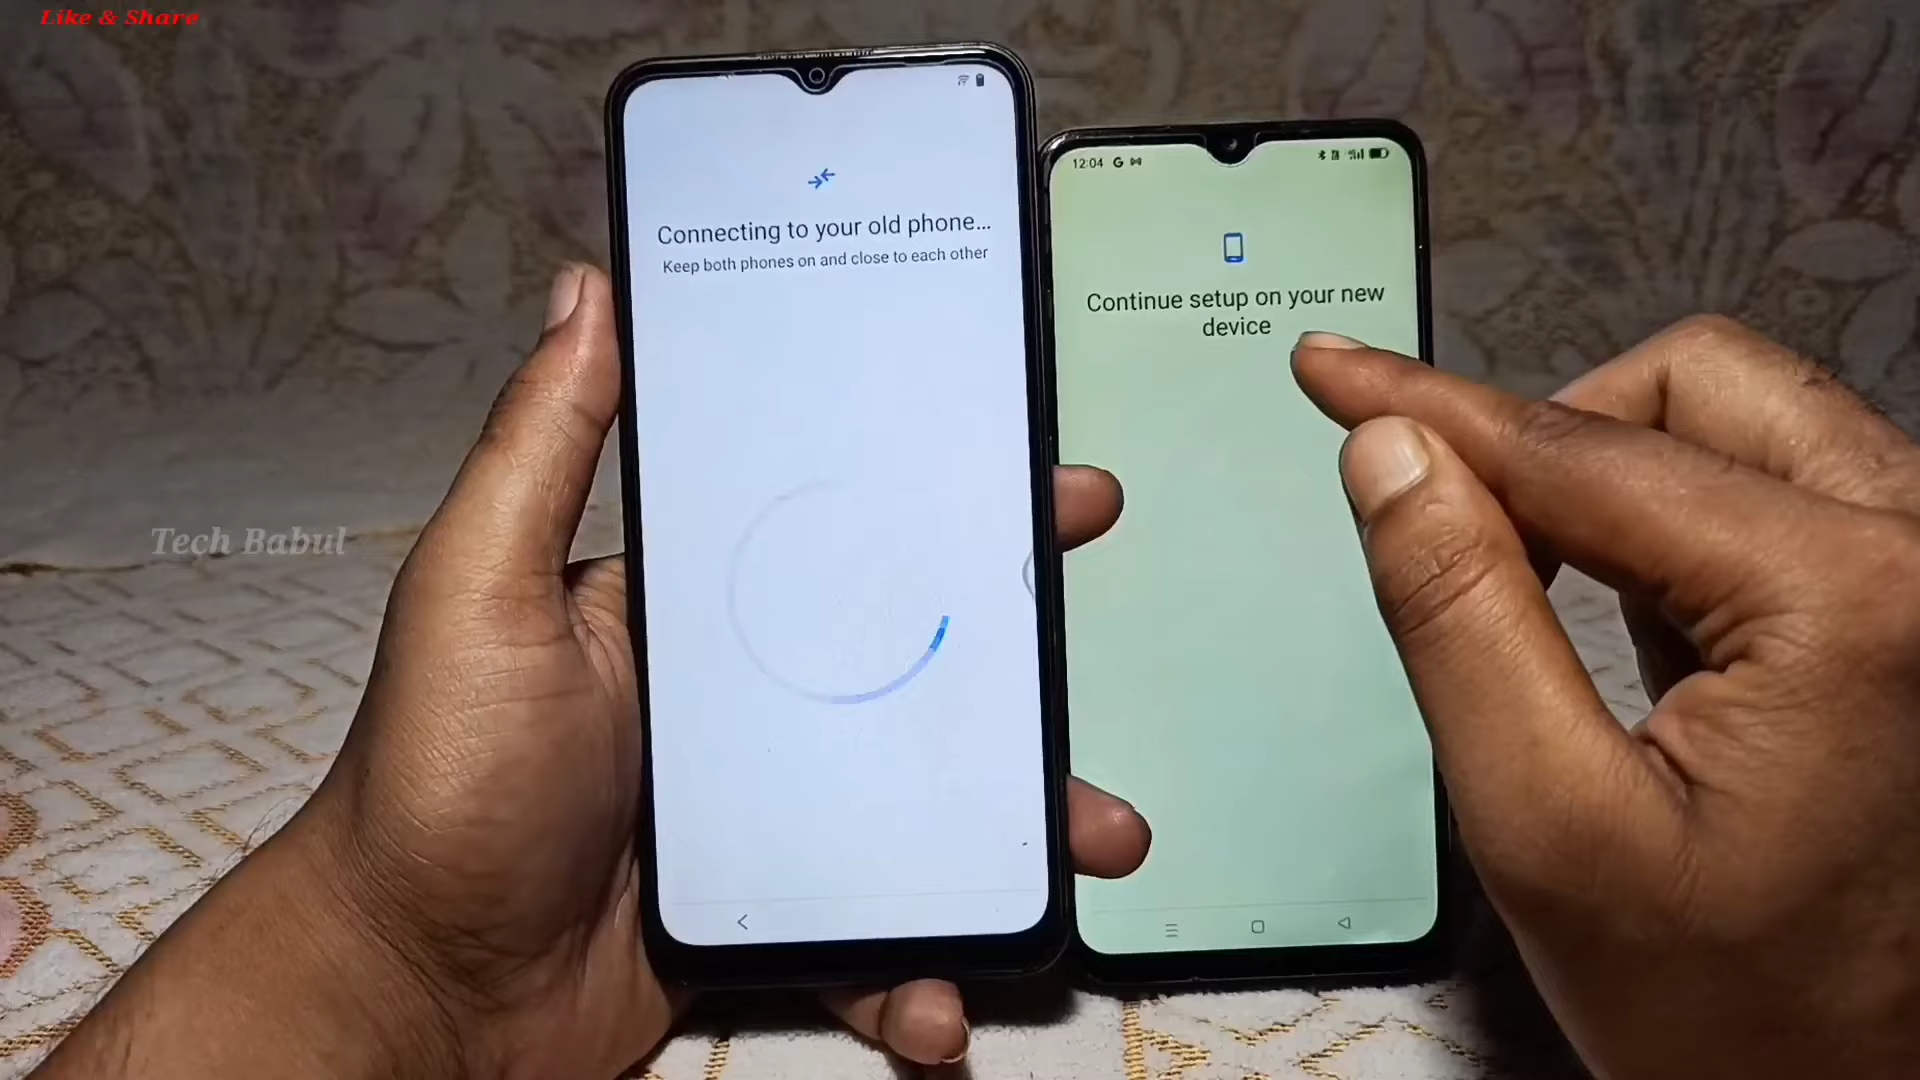 Like & Share
Connecting to your old phone...
Keep both phones on and close to each other
12:04
Continue setup on your new
device
Tech Babul